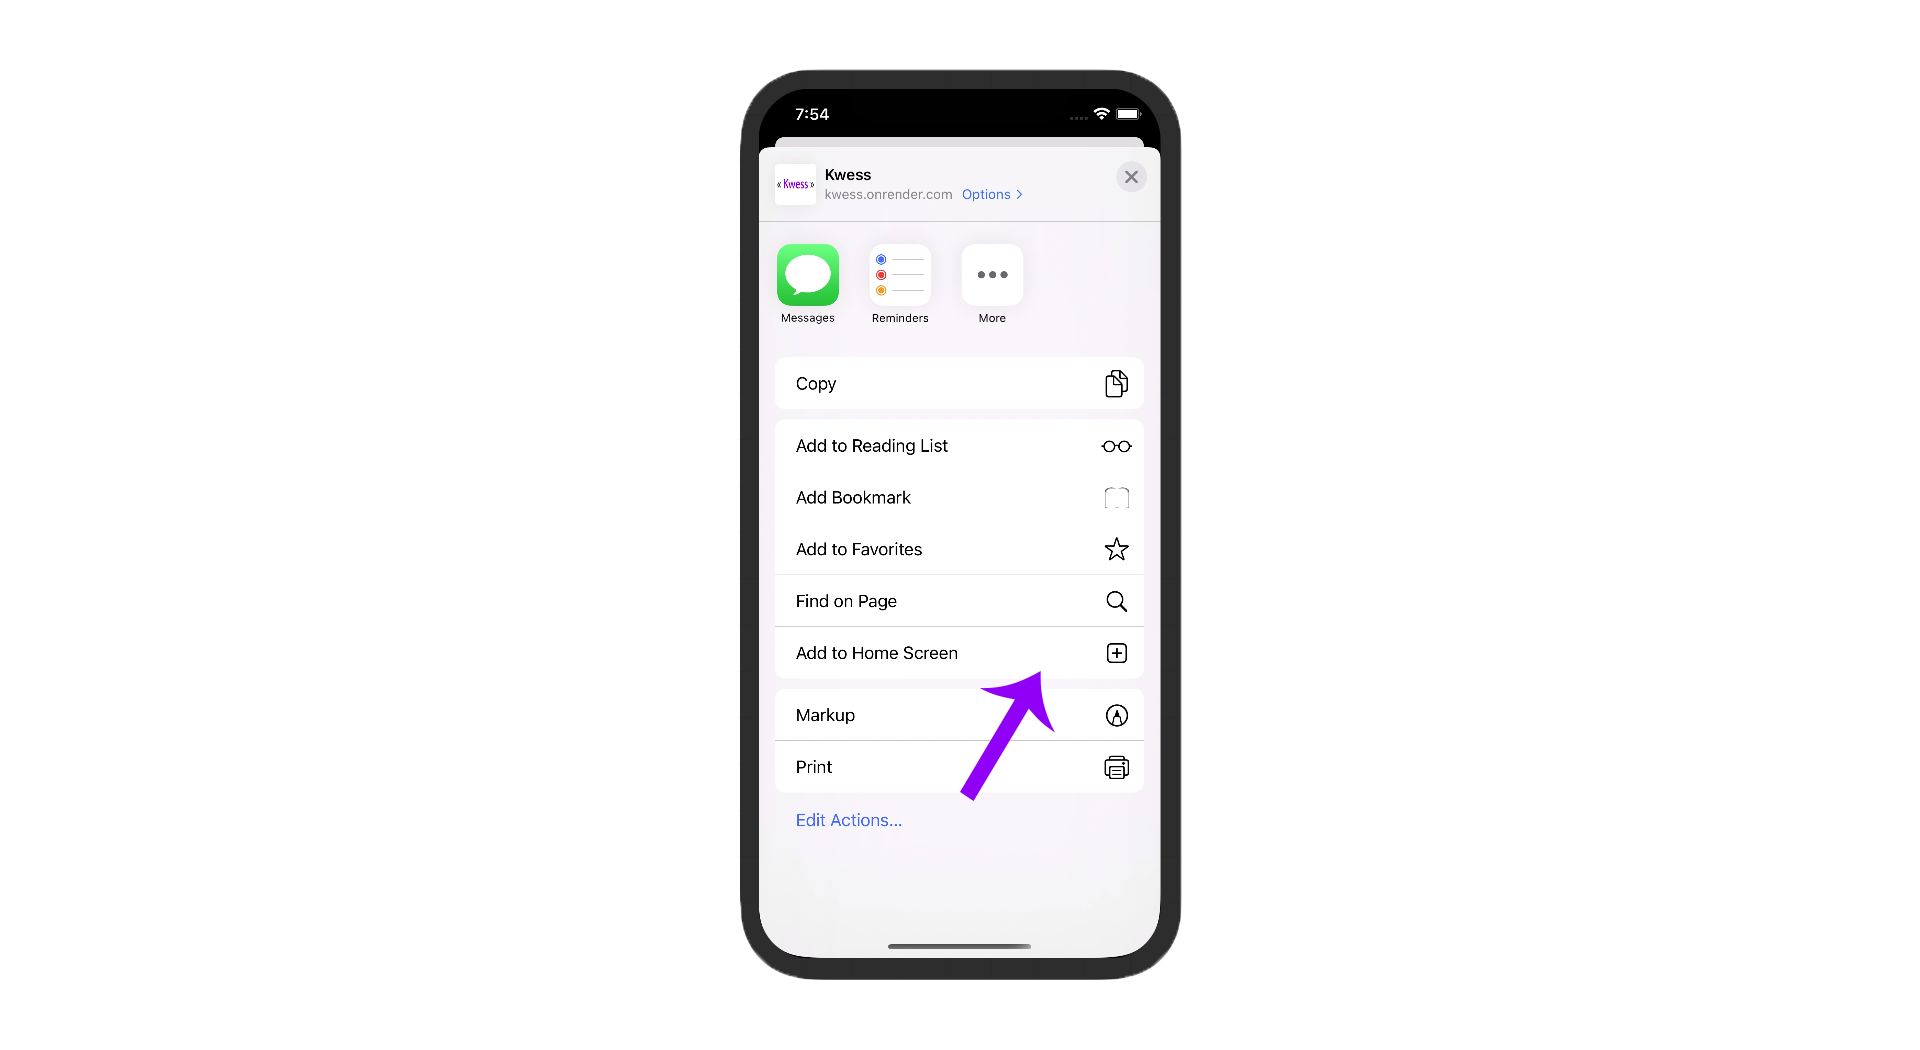 7:54
« Kwess »
Kwess
kwess.onrender.com Options >
Messages
Reminders
More
Copy
Add to Reading List
Add Bookmark
Add to Favorites
Find on Page
Add to Home Screen
Markup
Print
Edit Actions...